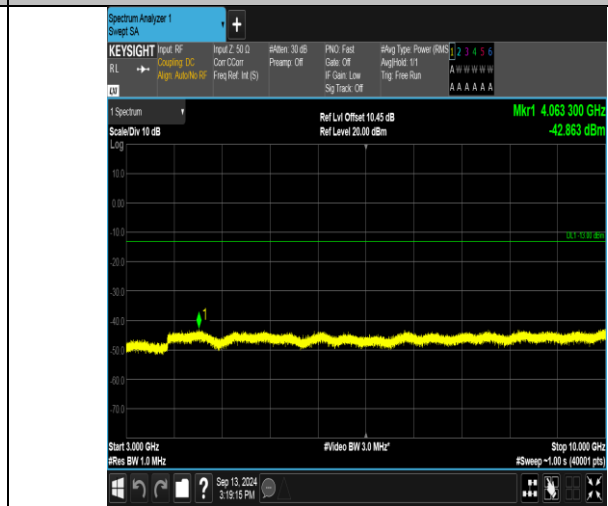 Spectrum Analyzer 1
Swept SA
+
KEYSIGHT Input: RF Input Z: 50 Ω #Atten: 30 dB PNO: Fast #Avg Type: Power (RMS 1 2 3 4 5 6
RL Coupling: DC Corr CCorr Preamp: Off Gate: Off Avg|Hold: 1/1 A W W W W W
Align: Auto/No RF Freq Ref: Int (S) IF Gain: Low Trig: Free Run
Sig Track: Off A A A A A A
LXI
1 Spectrum Ref Lvl Offset 10.45 dB Mkr1 4.063 300 GHz
Scale/Div 10 dB Ref Level 20.00 dBm -42.863 dBm
Log
10.0
0.00
-10.0
DL1 -13.00 dBm
-20.0
-30.0
-40.0
1
-50.0
-60.0
-70.0
Start 3.000 GHz #Video BW 3.0 MHz* Stop 10.000 GHz
#Res BW 1.0 MHz #Sweep ~1.00 s (40001 pts)
? Sep 13, 2024
3:19:15 PM